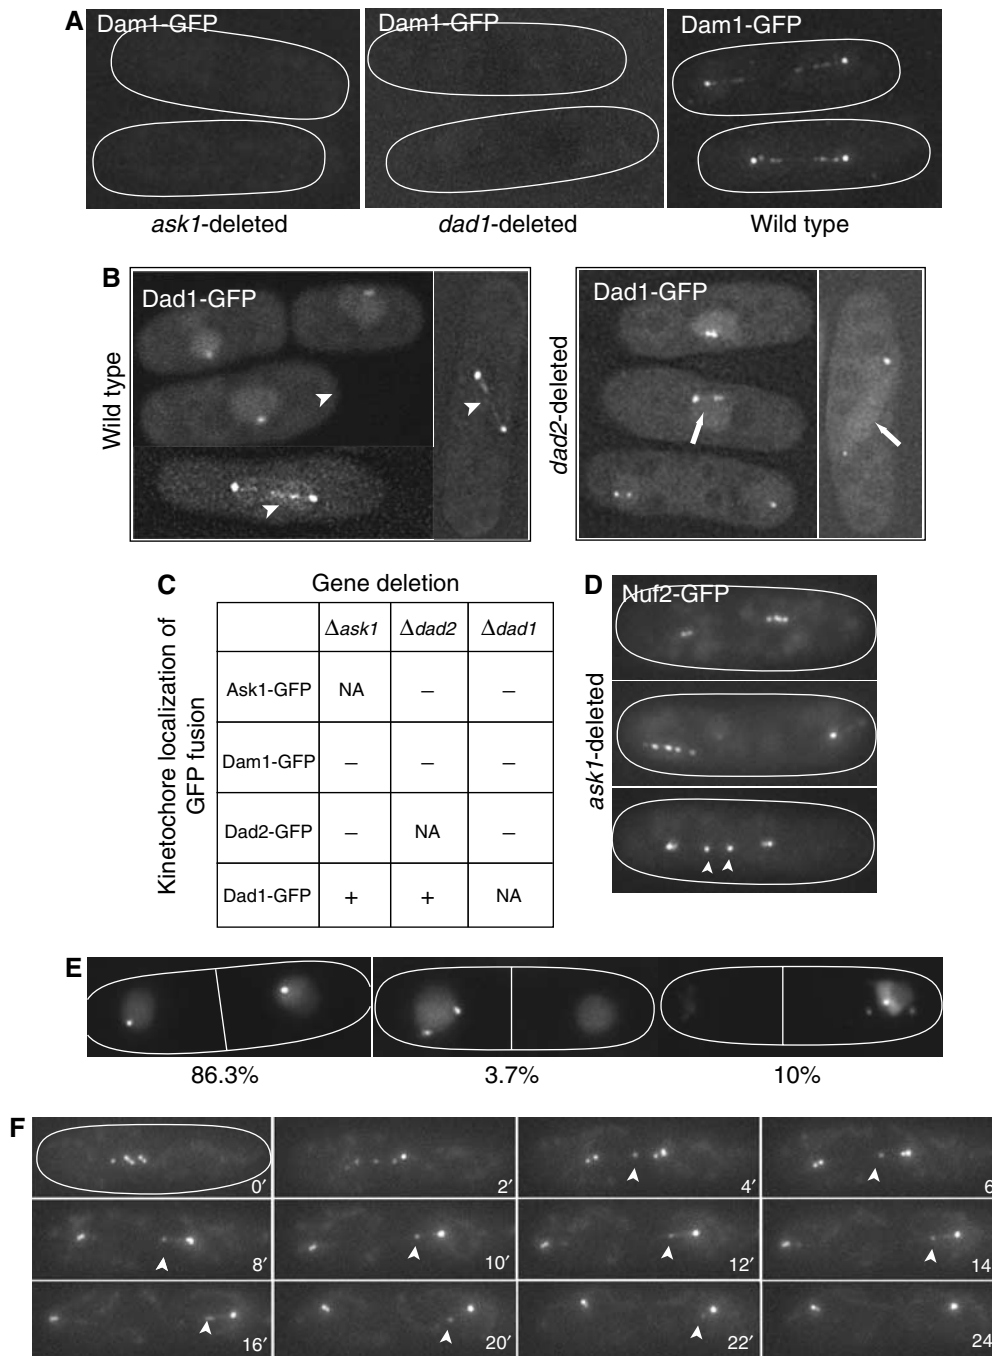 A
Dam1-GFP
Dam1-GFP
Dam1-GFP
ask1-deleted
dad1-deleted
Wild type
B
Wild type
Dad1-GFP
dad2-deleted
Dad1-GFP
C
Gene deletion
Kinetochore localization of
GFP fusion
Δask1 Δdad2 Δdad1
Ask1-GFP NA – –
Dam1-GFP – – –
Dad2-GFP – NA –
Dad1-GFP + + NA
D
Nuf2-GFP
ask1-deleted
E
86.3%
3.7%
10%
F
0′
2′
4′
6
8′
10′
12′
14
16′
20′
22′
24